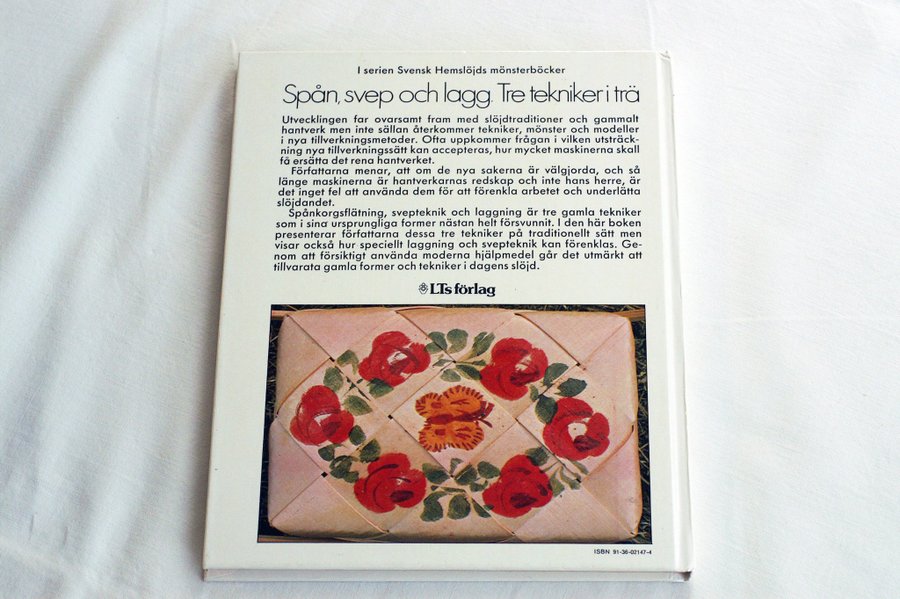 I serien Svensk Hemslöjds mönsterböcker
Spån, svep och lagg. Tre tekniker i trä
Utvecklingen far ovarsamt fram med slöjdtraditioner och gammalt
hantverk men inte sällan återkommer tekniker, mönster och modeller
i nya tillverkningsmetoder. Ofta uppkommer frågan i vilken utsträck-
ning nya tillverkningssätt kan accepteras, hur mycket maskinerna skall
få ersätta det rena hantverket.
Författarna menar, att om de nya sakerna är välgjorda, och så
länge maskinerna är hantverkarnas redskap och inte hans herre, är
det inget fel att använda dem för att förenkla arbetet och underlätta
slöjdandet.
Spånkorgsflätning, svepteknik och laggning är tre gamla tekniker
som i sina ursprungliga former nästan helt försvunnit. I den här boken
presenterar författarna dessa tre tekniker på traditionellt sätt men
visar också hur speciellt laggning och svepteknik kan förenklas. Ge-
nom att försiktigt använda moderna hjälpmedel går det utmärkt att
tillvarata gamla former och tekniker i dagens slöjd.
LTs förlag
ISBN 91-36-02147-4